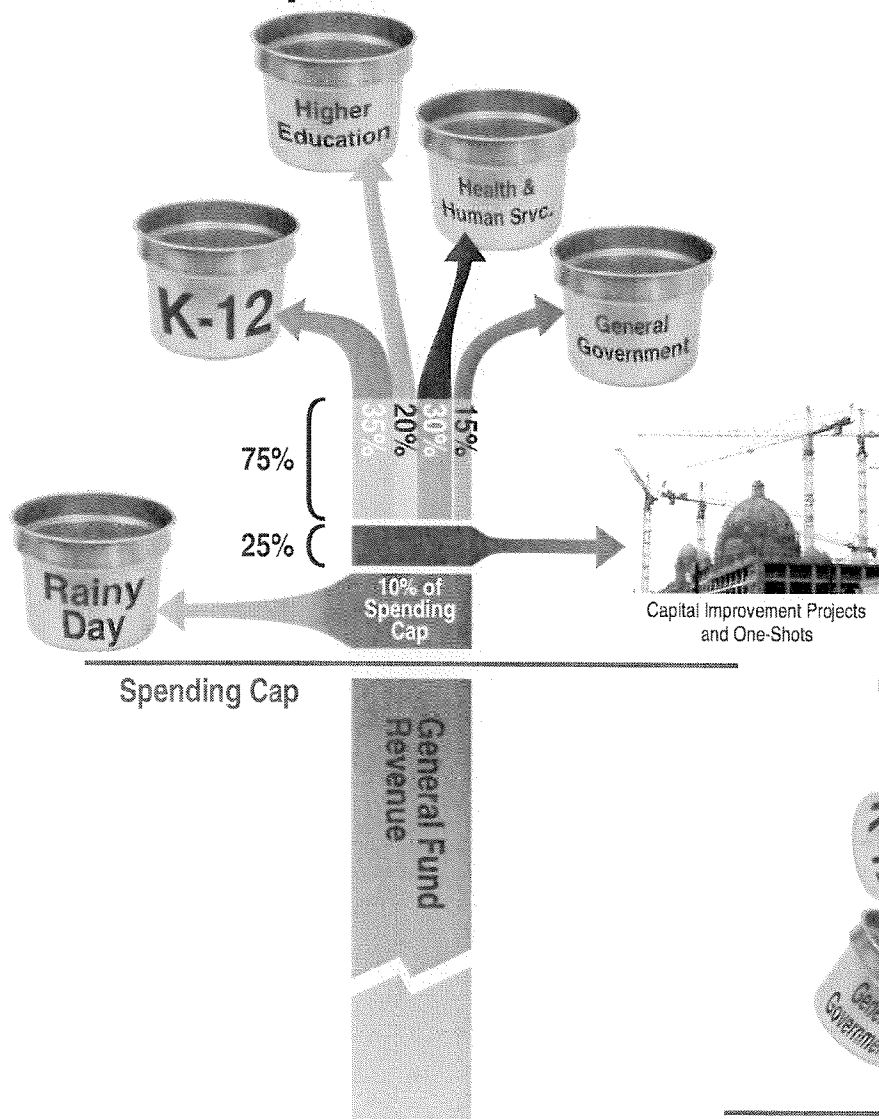 Higher
Education
Health &
Human Srvc.
K-12
General
Government
35%
20%
30%
15%
75%
25%
Rainy
Day
10% of
Spending
Cap
Capital Improvement Projects
and One-Shots
Spending Cap
General Fund
Revenue